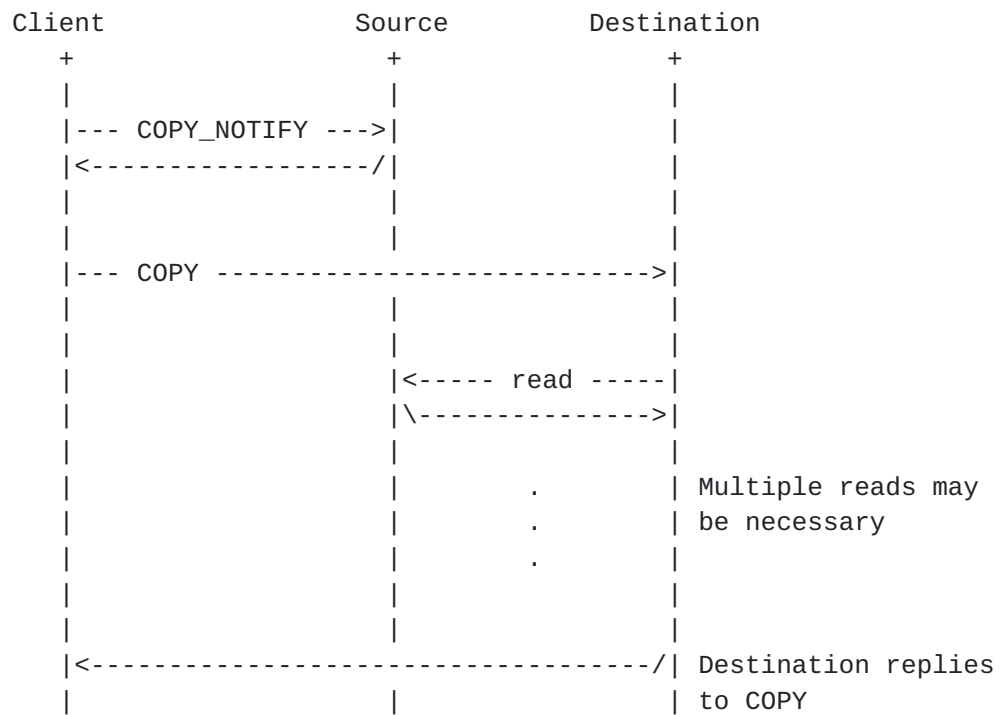 Client                Source         Destination
   +                    +                 +
   |                    |                 |
   |--- COPY_NOTIFY --->|                 |
   |<------------------/|                 |
   |                    |                 |
   |                    |                 |
   |--- COPY ---------------------------->|
   |                    |                 |
   |                    |                 |
   |                    |<----- read -----|
   |                    |\--------------->|
   |                    |                 |
   |                    |        .        | Multiple reads may
   |                    |        .        | be necessary
   |                    |        .        |
   |                    |                 |
   |                    |                 |
   |<------------------------------------/| Destination replies
   |                    |                 | to COPY